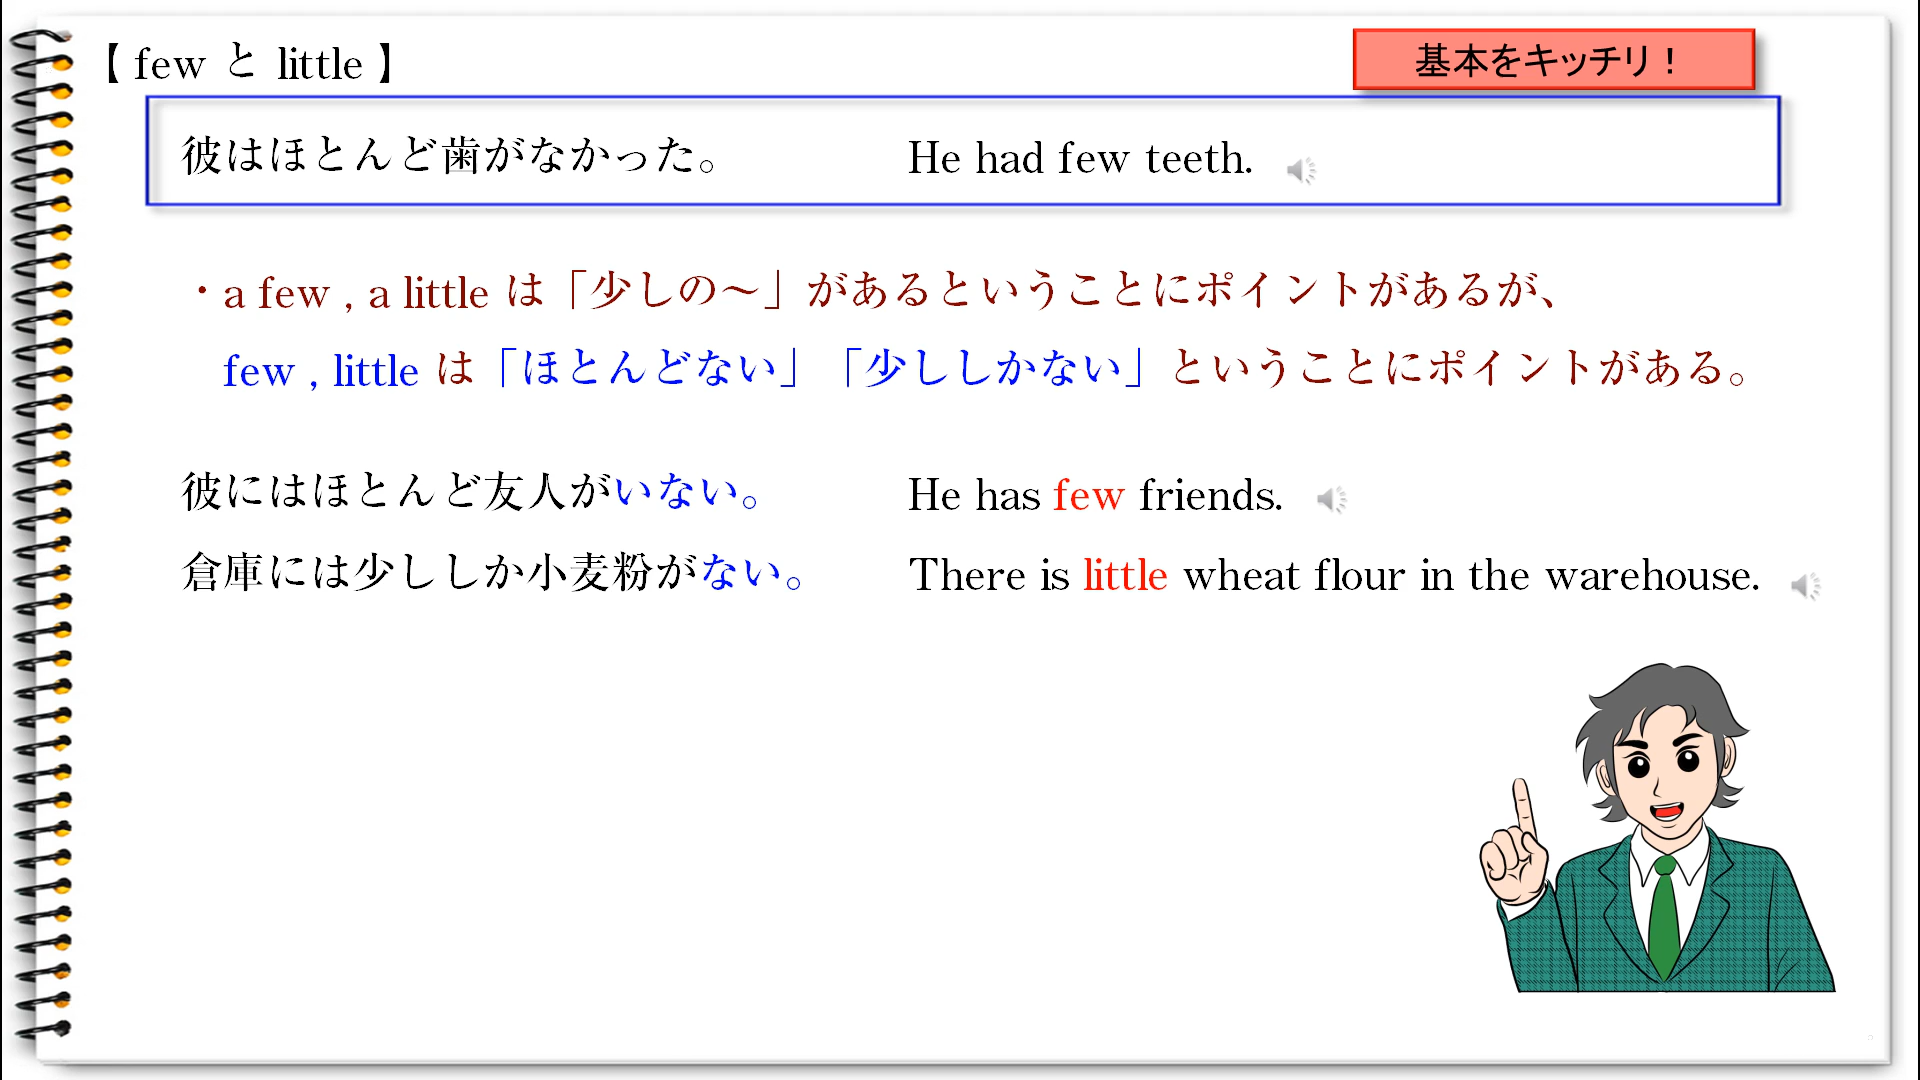 【 few と little 】
基本をキッチリ！
彼はほとんど歯がなかった。 He had few teeth.
・a few , a little は「少しの～」があるということにポイントがあるが、
few , little は「ほとんどない」「少ししかない」ということにポイントがある。
彼にはほとんど友人がいない。 He has few friends.
倉庫には少ししか小麦粉がない。 There is little wheat flour in the warehouse.